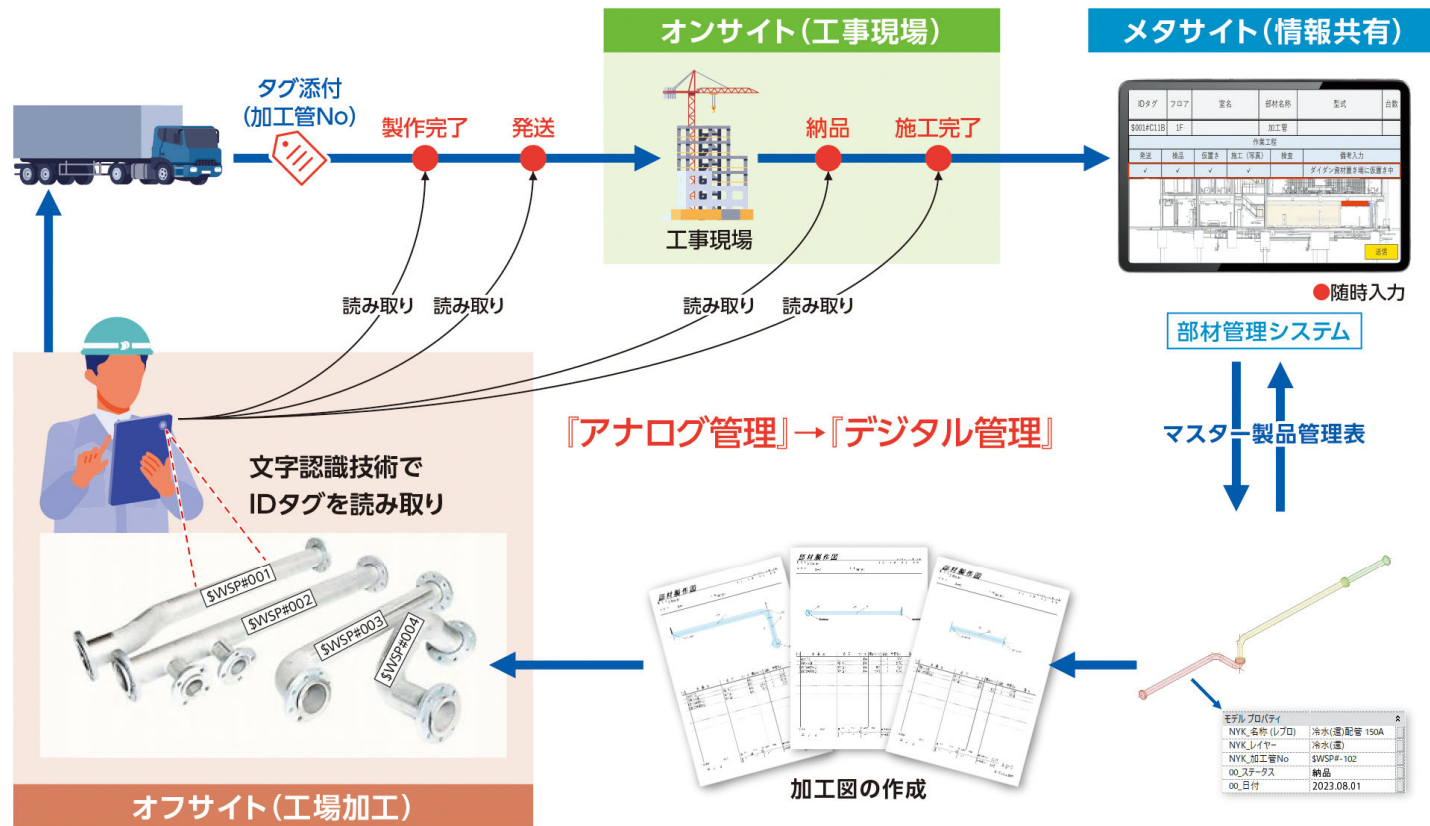 オンサイト（工事現場）
メタサイト（情報共有）
タグ添付
（加工管No）
製作完了
発送
納品
施工完了
工事現場
IDタグ フロア 室名 部材名称 型式 台数
$001#C11B 1F 加工管
作業工程
発送 検品 仮置き 施工（写真） 検査 備考入力
✓ ✓ ✓ ✓ ダイダン資材置き場に仮置き中
送信
●随時入力
部材管理システム
読み取り
読み取り
読み取り
読み取り
『アナログ管理』→『デジタル管理』
マスター製品管理表
文字認識技術で
IDタグを読み取り
$WSP#001
$WSP#002
$WSP#003
$WSP#004
部材製作図
部材製作図
部材製作図
加工図の作成
モデル プロパティ
NYK_名称 (レブロ) 冷水(還)配管 150A
NYK_レイヤー 冷水(還)
NYK_加工管No $WSP#-102
00_ステータス 納品
00_日付 2023.08.01
オフサイト（工場加工）